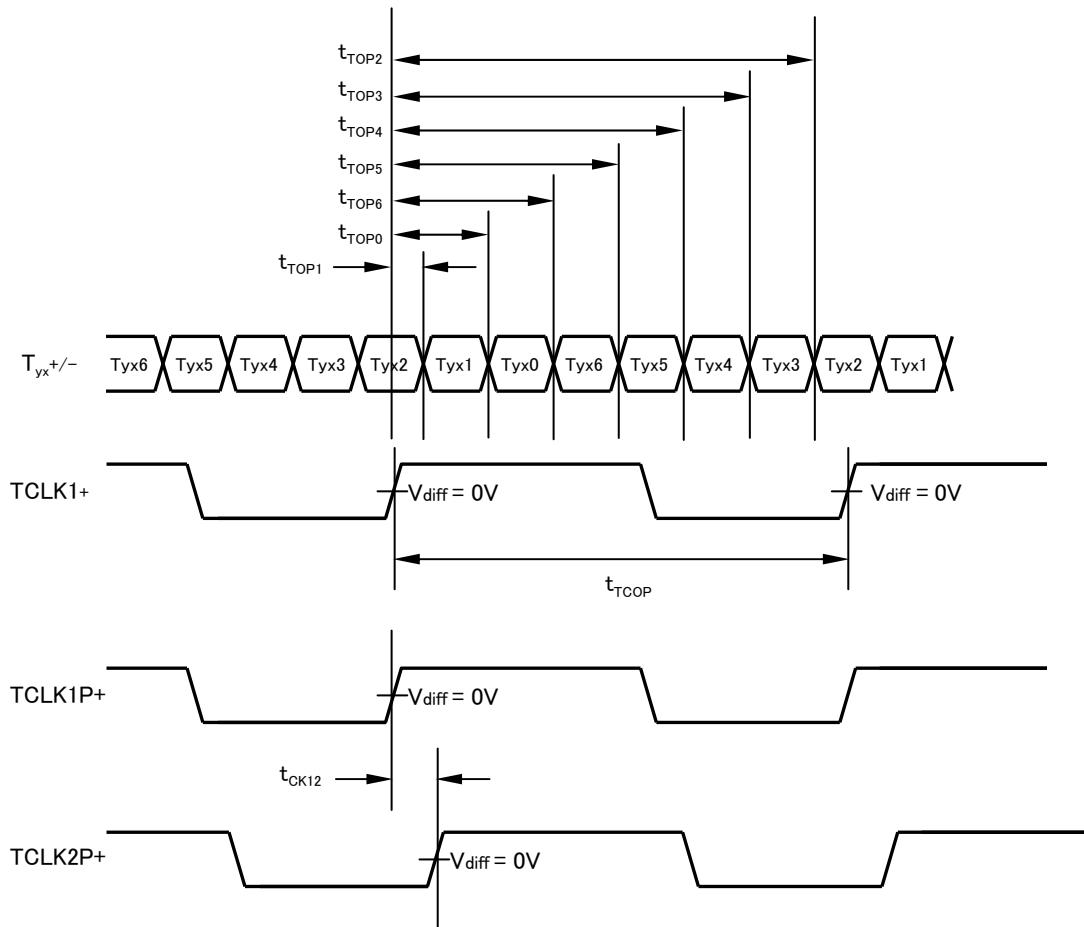 tTOP2
tTOP3
tTOP4
tTOP5
tTOP6
tTOP0
tTOP1
Tyx+/- Tyx6 Tyx5 Tyx4 Tyx3 Tyx2 Tyx1 Tyx0 Tyx6 Tyx5 Tyx4 Tyx3 Tyx2 Tyx1
TCLK1+ Vdiff = 0V Vdiff = 0V
tTCOP
TCLK1P+ Vdiff = 0V
tCK12
TCLK2P+ Vdiff = 0V